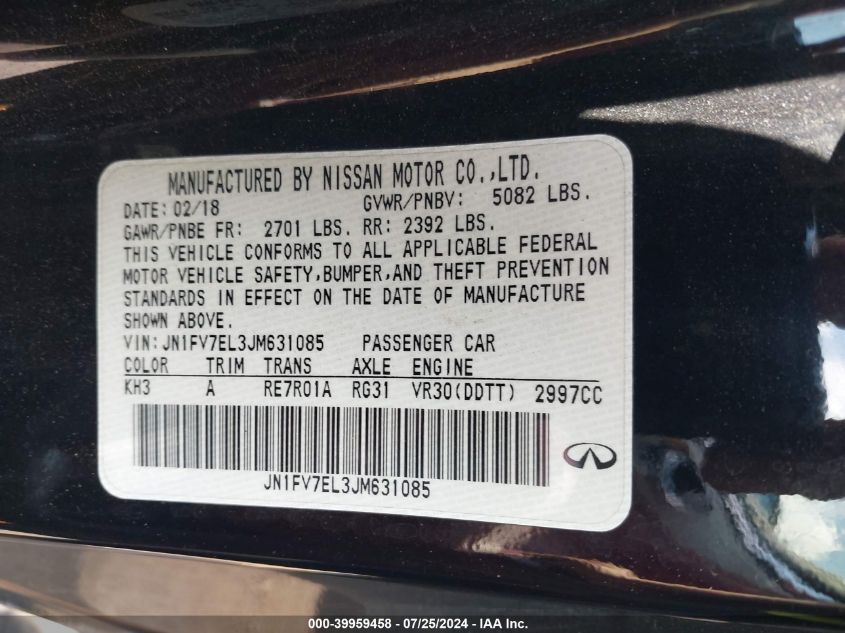 MANUFACTURED BY NISSAN MOTOR CO.,LTD.
DATE: 02/18 GVWR/PNBV: 5082 LBS.
GAWR/PNBE FR: 2701 LBS. RR: 2392 LBS.
THIS VEHICLE CONFORMS TO ALL APPLICABLE FEDERAL
MOTOR VEHICLE SAFETY,BUMPER,AND THEFT PREVENTION
STANDARDS IN EFFECT ON THE DATE OF MANUFACTURE
SHOWN ABOVE.
VIN:JN1FV7EL3JM631085 PASSENGER CAR
COLOR TRIM TRANS AXLE ENGINE
KH3 A RE7R01A RG31 VR30(DDTT) 2997CC
JN1FV7EL3JM631085
000-39959458 - 07/25/2024 - IAA Inc.